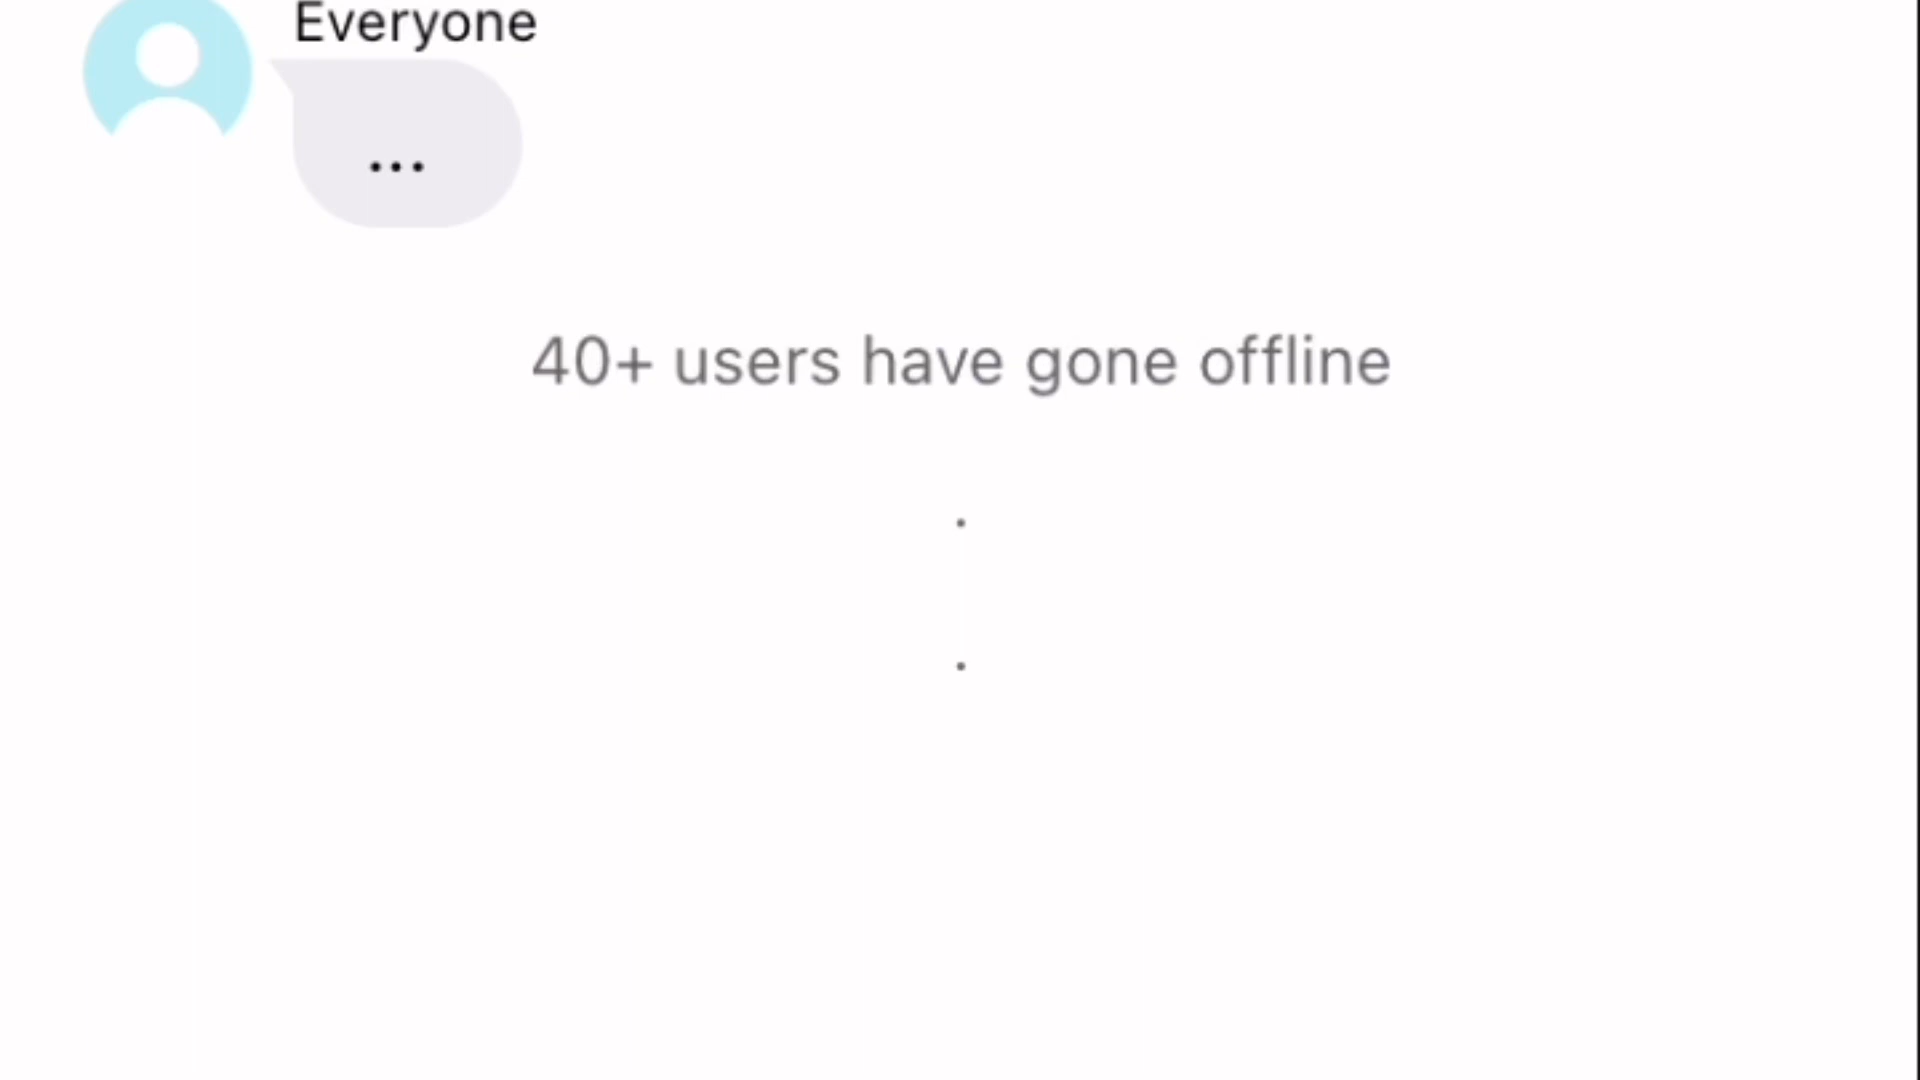 Everyone
...
40+ users have gone offline
.
.